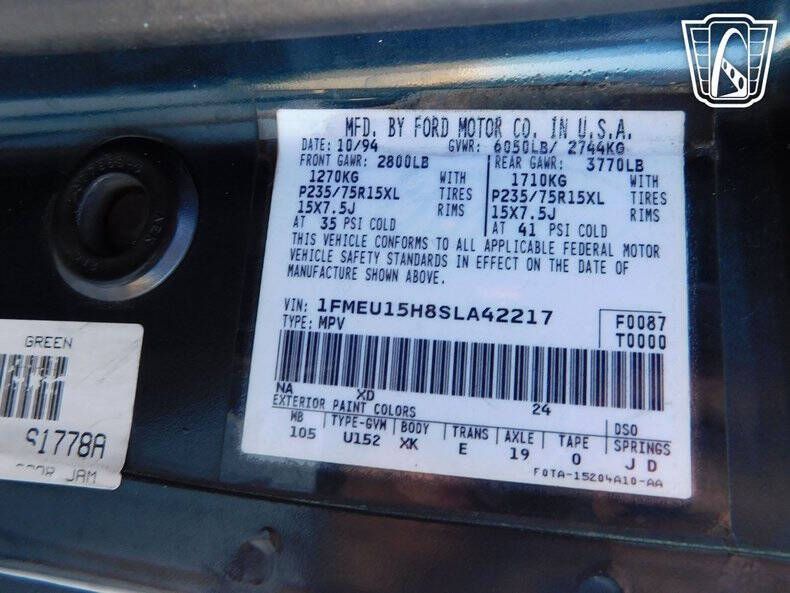 MFD. BY FORD MOTOR CO. IN U.S.A.
DATE: 10/94 GVWR: 6050LB/ 2744KG
FRONT GAWR: 2800LB REAR GAWR: 3770LB
1270KG WITH 1710KG WITH
P235/75R15XL TIRES P235/75R15XL TIRES
15X7.5J RIMS 15X7.5J RIMS
AT 35 PSI COLD AT 41 PSI COLD
THIS VEHICLE CONFORMS TO ALL APPLICABLE FEDERAL MOTOR
VEHICLE SAFETY STANDARDS IN EFFECT ON THE DATE OF
MANUFACTURE SHOWN ABOVE.
VIN: 1FMEU15H8SLA42217 F0087
TYPE: MPV T0000
NA XD 24
EXTERIOR PAINT COLORS DSO
WB TYPE-GVW BODY TRANS AXLE TAPE SPRINGS
105 U152 XK E 19 0 J D
F0TA-15204A10-AA
GREEN
S1778A
DOOR JAM